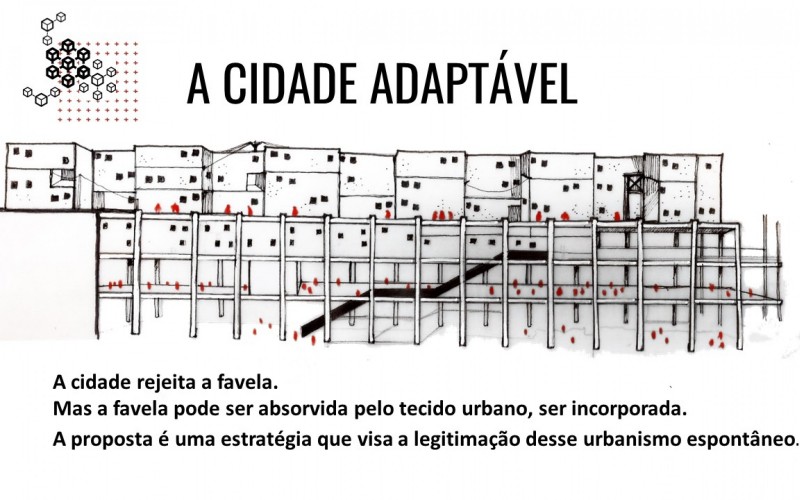 A CIDADE ADAPTÁVEL
A cidade rejeita a favela.
Mas a favela pode ser absorvida pelo tecido urbano, ser incorporada.
A proposta é uma estratégia que visa a legitimação desse urbanismo espontâneo.